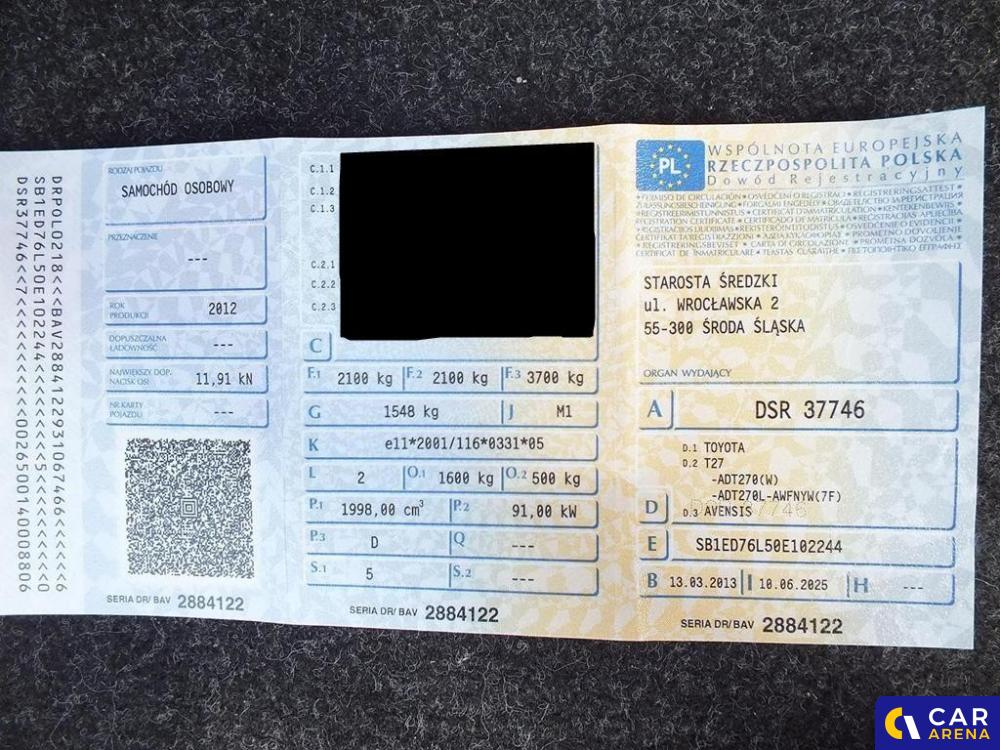 DRPOL0218<<BAV2884122931067466<<<<<<6
SB1ED76L50E102244<<<<<<<<5<<<<<<<<0
DSR37746<<7<<<<<<<<<<0026500140008806
RODZAJ POJAZDU
SAMOCHÓD OSOBOWY
PRZEZNACZENIE
---
ROK PRODUKCJI
2012
DOPUSZCZALNA ŁADOWNOŚĆ
---
NAJWIĘKSZY DOP. NACISK OSI
11,91 kN
NR KARTY POJAZDU
---
SERIA DR/ BAV 2884122
C.1.1
C.1.2
C.1.3
C.2.1
C.2.2
C.2.3
C
F.1 2100 kg F.2 2100 kg F.3 3700 kg
G 1548 kg J M1
K e11*2001/116*0331*05
L 2 O.1 1600 kg O.2 500 kg
P.1 1998,00 cm³ P.2 91,00 kW
P.3 D Q ---
S.1 5 S.2 ---
SERIA DR/ BAV 2884122
PL
WSPÓLNOTA EUROPEJSKA
RZECZPOSPOLITA POLSKA
Dowód Rejestracyjny
STAROSTA ŚREDZKI
ul. WROCŁAWSKA 2
55-300 ŚRODA ŚLĄSKA
ORGAN WYDAJĄCY
A DSR 37746
D.1 TOYOTA
D.2 T27
-ADT270(W)
-ADT270L-AWFNYW(7F)
D D.3 AVENSIS
E SB1ED76L50E102244
B 13.03.2013 I 10.06.2025 H ---
SERIA DR/ BAV 2884122
CAR
ARENA